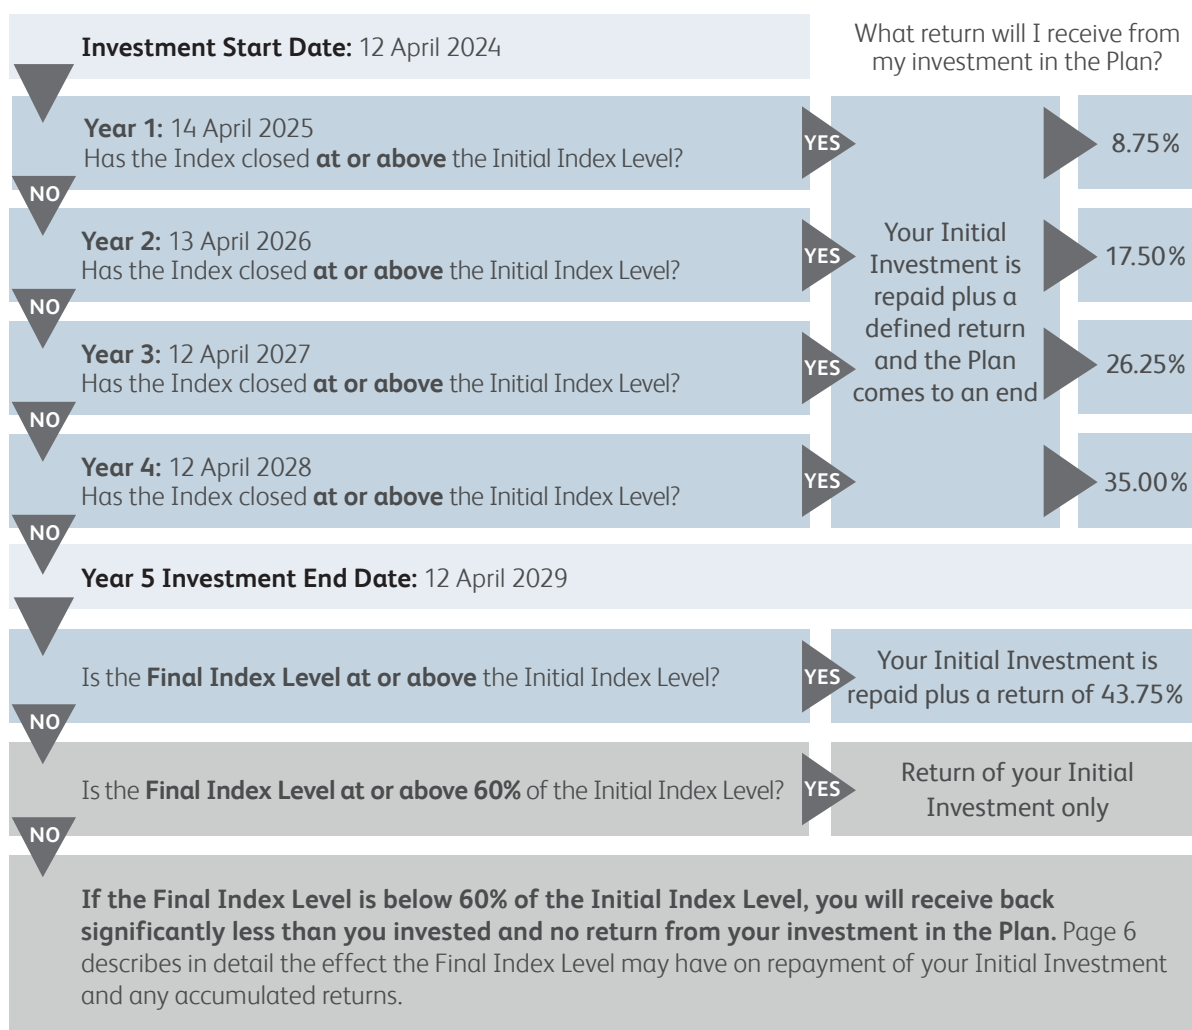 Investment Start Date: 12 April 2024
What return will I receive from
my investment in the Plan?
Year 1: 14 April 2025
Has the Index closed at or above the Initial Index Level?
YES
8.75%
NO
Year 2: 13 April 2026
Has the Index closed at or above the Initial Index Level?
YES
17.50%
NO
Year 3: 12 April 2027
Has the Index closed at or above the Initial Index Level?
YES
26.25%
NO
Year 4: 12 April 2028
Has the Index closed at or above the Initial Index Level?
YES
35.00%
Your Initial
Investment is
repaid plus a
defined return
and the Plan
comes to an end
NO
Year 5 Investment End Date: 12 April 2029
Is the Final Index Level at or above the Initial Index Level?
YES
Your Initial Investment is
repaid plus a return of 43.75%
NO
Is the Final Index Level at or above 60% of the Initial Index Level?
YES
Return of your Initial
Investment only
NO
If the Final Index Level is below 60% of the Initial Index Level, you will receive back
significantly less than you invested and no return from your investment in the Plan. Page 6
describes in detail the effect the Final Index Level may have on repayment of your Initial Investment
and any accumulated returns.